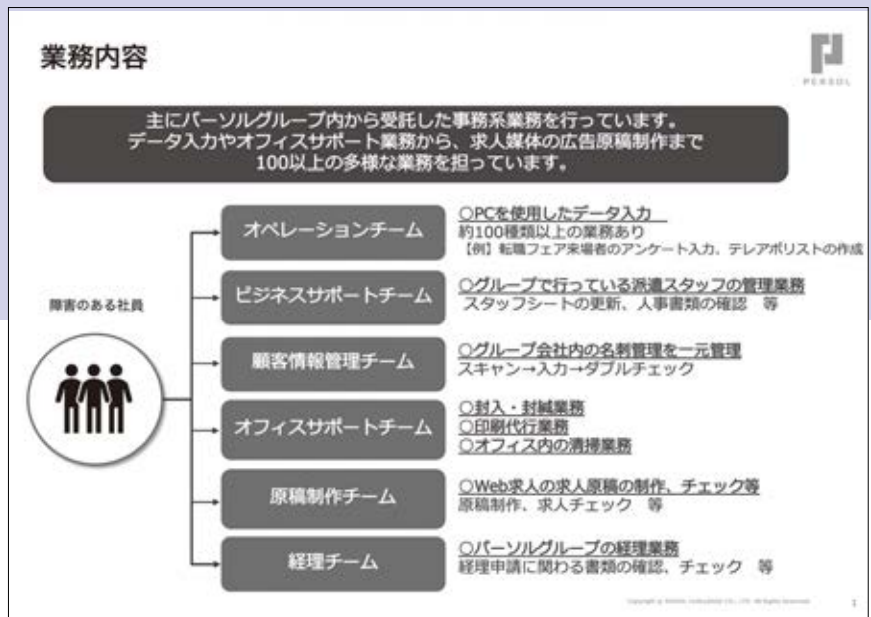 業務内容
PERSOL
主にパーソルグループ内から受託した事務系業務を行っています。
データ入力やオフィスサポート業務から、求人媒体の広告原稿制作まで
100以上の多様な業務を担っています。
障害のある社員
オペレーションチーム
○PCを使用したデータ入力
約100種類以上の業務あり
【例】転職フェア来場者のアンケート入力、テレアポリストの作成
ビジネスサポートチーム
○グループで行っている派遣スタッフの管理業務
スタッフシートの更新、人事書類の確認　等
顧客情報管理チーム
○グループ会社内の名刺管理を一元管理
スキャン→入力→ダブルチェック
オフィスサポートチーム
○封入・封緘業務
○印刷代行業務
○オフィス内の清掃業務
原稿制作チーム
○Web求人の求人原稿の制作、チェック等
原稿制作、求人チェック　等
経理チーム
○パーソルグループの経理業務
経理申請に関わる書類の確認、チェック　等